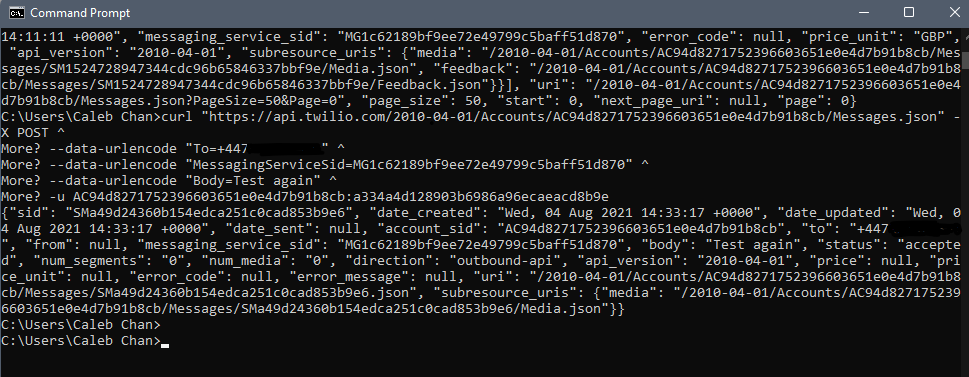 Command Prompt
14:11:11 +0000", "messaging_service_sid": "MG1c62189bf9ee72e49799c5baff51d870", "error_code": null, "price_unit": "GBP",
"api_version": "2010-04-01", "subresource_uris": {"media": "/2010-04-01/Accounts/AC94d8271752396603651e0e4d7b91b8cb/Mes
sages/SM1524728947344cdc96b65846337bbf9e/Media.json", "feedback": "/2010-04-01/Accounts/AC94d8271752396603651e0e4d7b91b8
cb/Messages/SM1524728947344cdc96b65846337bbf9e/Feedback.json"}}], "uri": "/2010-04-01/Accounts/AC94d8271752396603651e0e4
d7b91b8cb/Messages.json?PageSize=50&Page=0", "page_size": 50, "start": 0, "next_page_uri": null, "page": 0}
C:\Users\Caleb Chan>curl "https://api.twilio.com/2010-04-01/Accounts/AC94d8271752396603651e0e4d7b91b8cb/Messages.json" -
X POST ^
More? --data-urlencode "To=+447 " ^
More? --data-urlencode "MessagingServiceSid=MG1c62189bf9ee72e49799c5baff51d870" ^
More? --data-urlencode "Body=Test again" ^
More? -u AC94d8271752396603651e0e4d7b91b8cb:a334a4d128903b6986a96ecaeacd8b9e
{"sid": "SMa49d24360b154edca251c0cad853b9e6", "date_created": "Wed, 04 Aug 2021 14:33:17 +0000", "date_updated": "Wed, 0
4 Aug 2021 14:33:17 +0000", "date_sent": null, "account_sid": "AC94d8271752396603651e0e4d7b91b8cb", "to": "+447
", "from": null, "messaging_service_sid": "MG1c62189bf9ee72e49799c5baff51d870", "body": "Test again", "status": "accepte
d", "num_segments": "0", "num_media": "0", "direction": "outbound-api", "api_version": "2010-04-01", "price": null, "pri
ce_unit": null, "error_code": null, "error_message": null, "uri": "/2010-04-01/Accounts/AC94d8271752396603651e0e4d7b91b8
cb/Messages/SMa49d24360b154edca251c0cad853b9e6.json", "subresource_uris": {"media": "/2010-04-01/Accounts/AC94d827175239
6603651e0e4d7b91b8cb/Messages/SMa49d24360b154edca251c0cad853b9e6/Media.json"}}
C:\Users\Caleb Chan>
C:\Users\Caleb Chan>